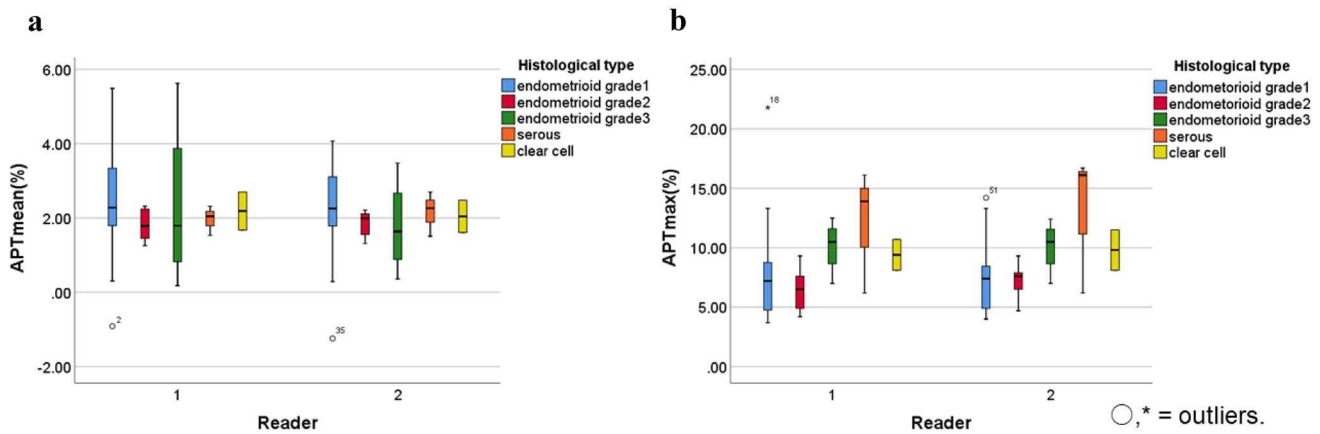 a
APTmean(%)
6.00
4.00
2.00
.00
-2.00
2
35
1
2
Reader
Histological type
endometrioid grade1
endometrioid grade2
endometrioid grade3
serous
clear cell
b
APTmax(%)
25.00
20.00
15.00
10.00
5.00
.00
*18
51
1
2
Reader
Histological type
endometorioid grade1
endometorioid grade2
endometorioid grade3
serous
clear cell
○,* = outliers.